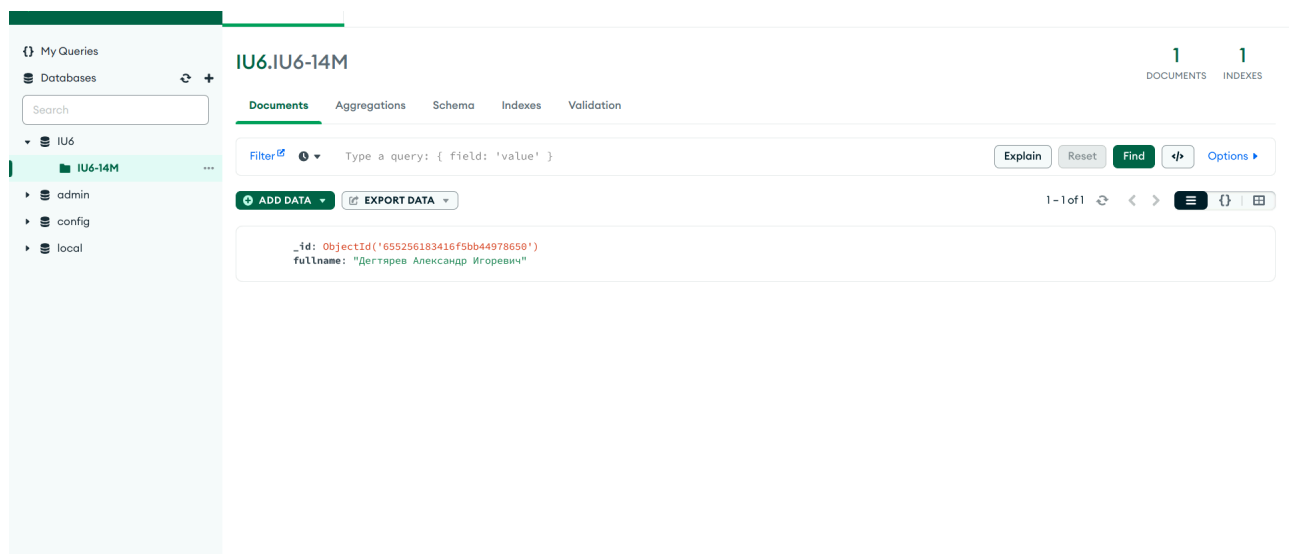 {} My Queries
Databases
Search
IU6
IU6-14M
admin
config
local
IU6.IU6-14M
1 DOCUMENTS
1 INDEXES
Documents Aggregations Schema Indexes Validation
Filter Type a query: { field: 'value' } Explain Reset Find </> Options
ADD DATA EXPORT DATA 1 – 1 of 1 {}
_id: ObjectId('655256183416f5bb44978650')
fullname: "Дегтярев Александр Игоревич"